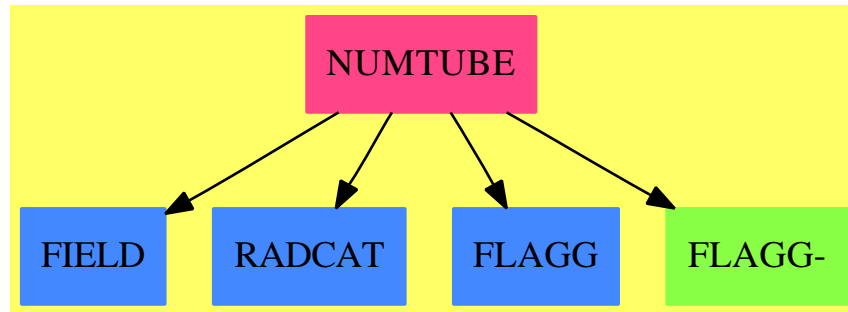 NUMTUBE
FIELD
RADCAT
FLAGG
FLAGG-